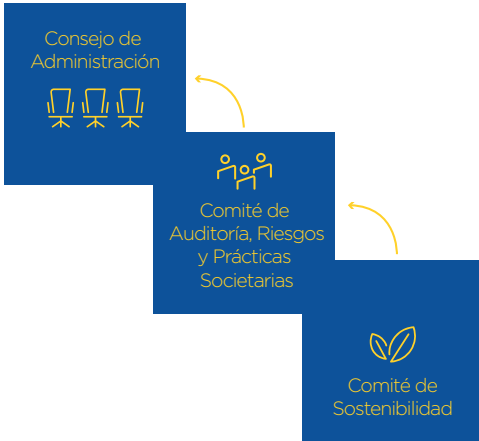 Consejo de
Administración
Comité de
Auditoría, Riesgos
y Prácticas
Societarias
Comité de
Sostenibilidad